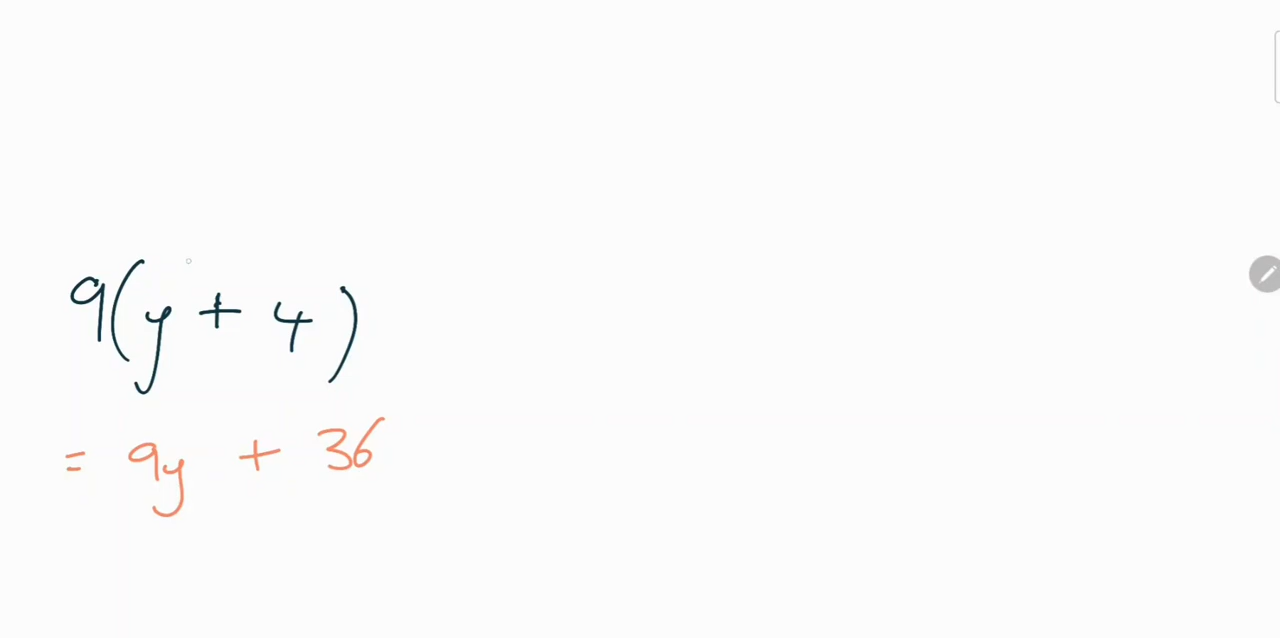 9(y + 4)
= 9y + 36